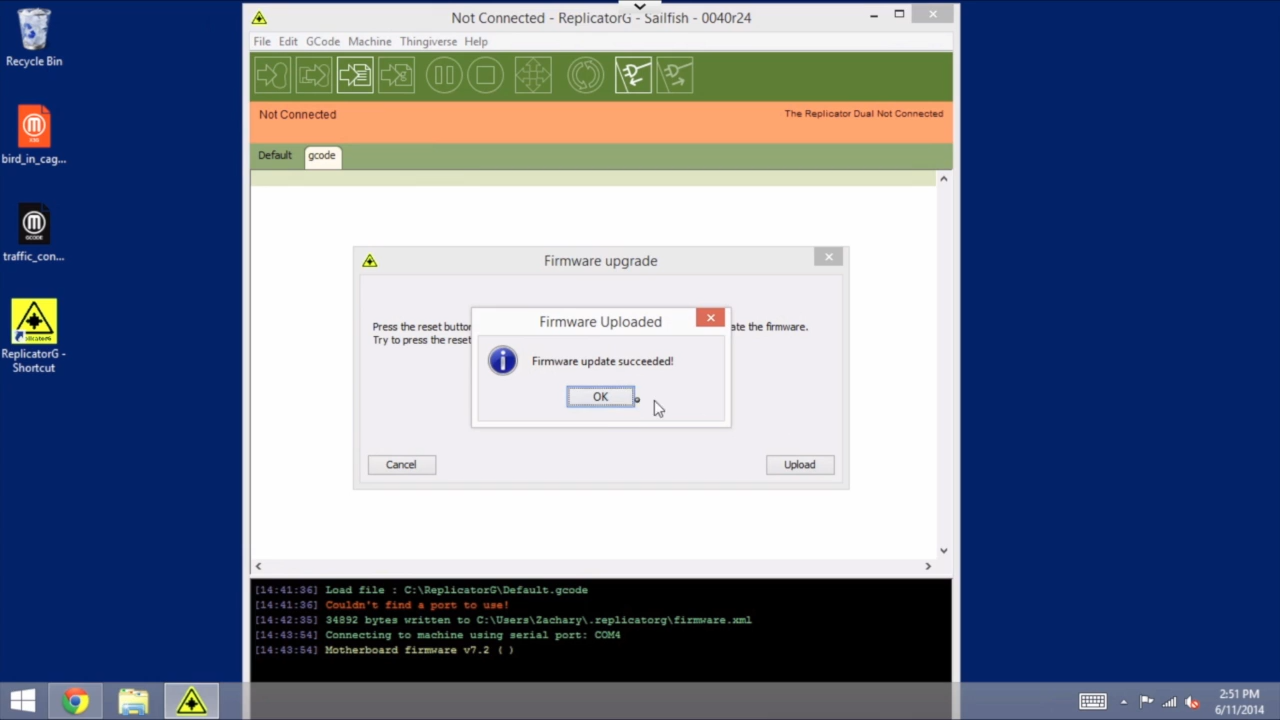 Not Connected - ReplicatorG - Sailfish - 0040r24
File Edit GCode Machine Thingiverse Help
Not Connected
The Replicator Dual Not Connected
Default gcode
Firmware upgrade
Press the reset button
ate the firmware.
Try to press the reset
Firmware Uploaded
Firmware update succeeded!
OK
Cancel
Upload
[14:41:36] Load file : C:\ReplicatorG\Default.gcode
[14:41:36] Couldn't find a port to use!
[14:42:35] 34892 bytes written to C:\Users\Zachary\.replicatorg\firmware.xml
[14:43:54] Connecting to machine using serial port: COM4
[14:43:54] Motherboard firmware v7.2 ( )
Recycle Bin
bird_in_cag...
GCODE
traffic_con...
ReplicatorG -
Shortcut
2:51 PM
6/11/2014